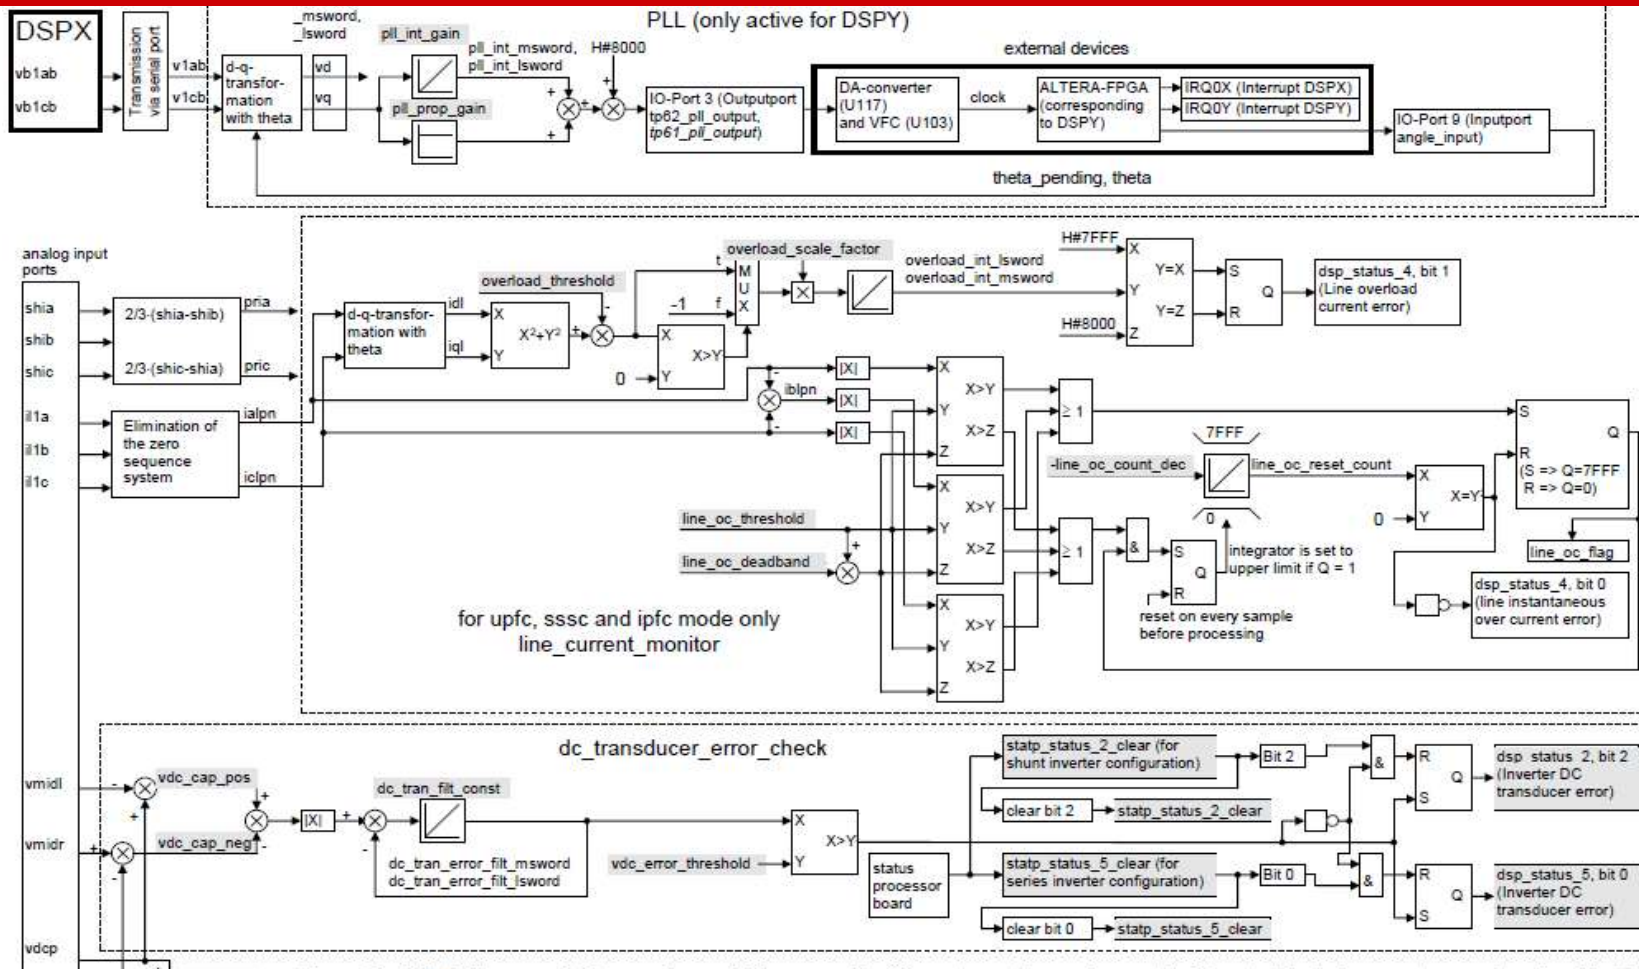 PLL (only active for DSPY)
DSPX
vb1ab
vb1cb
Transmission
via serial port
v1ab
v1cb
d-q-
transfor-
mation
with theta
_msword,
_lsword
vd
vq
pll_int_gain
pll_prop_gain
pll_int_msword,
pll_int_lsword
H#8000
+
+
+
+
IO-Port 3 (Outputport
tp62_pll_output,
tp61_pll_output)
external devices
DA-converter
(U117)
and VFC (U103)
clock
ALTERA-FPGA
(corresponding
to DSPY)
IRQ0X (Interrupt DSPX)
IRQ0Y (Interrupt DSPY)
IO-Port 9 (Inputport
angle_input)
theta_pending, theta
analog input
ports
shia
shib
shic
2/3·(shia-shib)
2/3·(shic-shia)
pria
pric
il1a
il1b
il1c
Elimination of
the zero
sequence
system
ialpn
iclpn
d-q-transfor-
mation with
theta
idl
iql
X
Y
X²+Y²
overload_threshold
-
+
X
X>Y
0
Y
-1
t
f
M
U
X
overload_scale_factor
X
overload_int_lsword
overload_int_msword
H#7FFF
H#8000
X
Y
Z
Y=X
Y=Z
S
R
Q
dsp_status_4, bit 1
(Line overload
current error)
iblpn
-
-
|X|
|X|
|X|
X
Y
Z
X>Y
X>Z
X
Y
Z
X>Y
X>Z
X
Y
Z
X>Y
X>Z
≥ 1
≥ 1
&
line_oc_threshold
line_oc_deadband
+
-line_oc_count_dec
7FFF
0
line_oc_reset_count
integrator is set to
upper limit if Q = 1
S
Q
R
reset on every sample
before processing
X
X=Y
0
Y
S
Q
R
(S => Q=7FFF
R => Q=0)
line_oc_flag
dsp_status_4, bit 0
(line instantaneous
over current error)
for upfc, sssc and ipfc mode only
line_current_monitor
dc_transducer_error_check
vmidl
vmidr
vdcp
-
+
+
-
vdc_cap_pos
vdc_cap_neg
+
-
|X|
+
-
dc_tran_filt_const
dc_tran_error_filt_msword
dc_tran_error_filt_lsword
vdc_error_threshold
X
X>Y
Y
status
processor
board
statp_status_2_clear (for
shunt inverter configuration)
clear bit 2
statp_status_2_clear
Bit 2
statp_status_5_clear (for
series inverter configuration)
clear bit 0
statp_status_5_clear
Bit 0
&
&
R
Q
S
R
Q
S
dsp_status_2, bit 2
(Inverter DC
transducer error)
dsp_status_5, bit 0
(Inverter DC
transducer error)